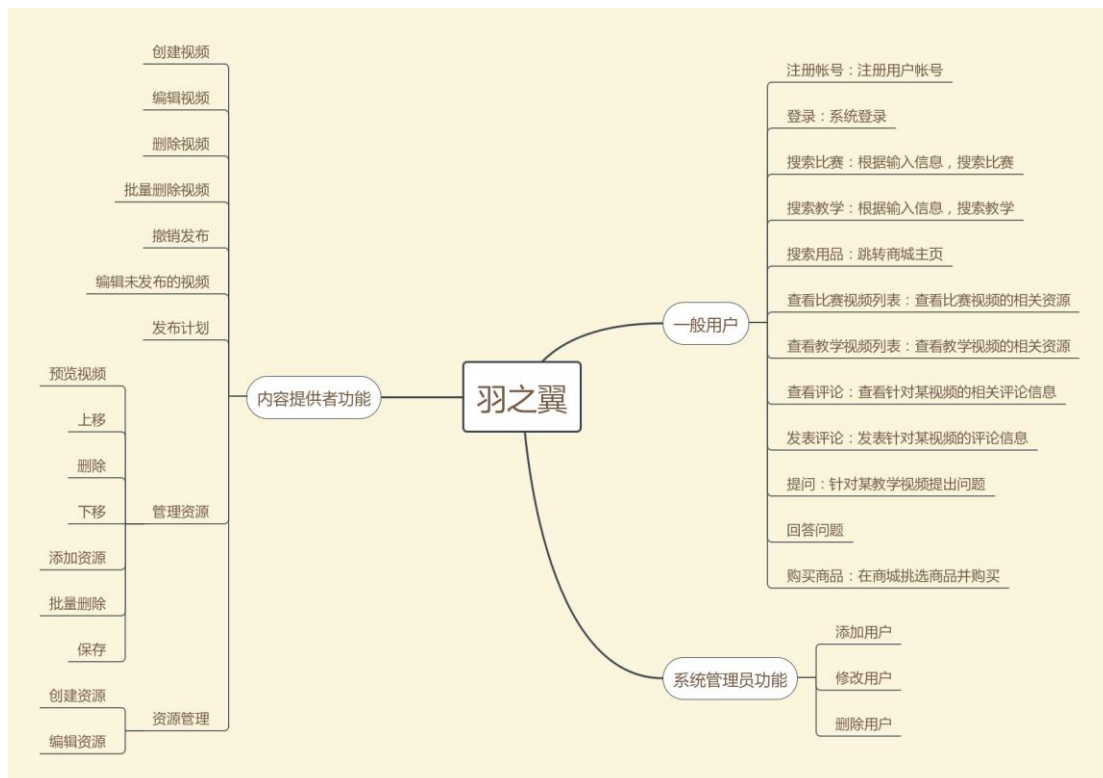 羽之翼
内容提供者功能
创建视频
编辑视频
删除视频
批量删除视频
撤销发布
编辑未发布的视频
发布计划
管理资源
预览视频
上移
删除
下移
添加资源
批量删除
保存
资源管理
创建资源
编辑资源
一般用户
注册帐号：注册用户帐号
登录：系统登录
搜索比赛：根据输入信息，搜索比赛
搜索教学：根据输入信息，搜索教学
搜索用品：跳转商城主页
查看比赛视频列表：查看比赛视频的相关资源
查看教学视频列表：查看教学视频的相关资源
查看评论：查看针对某视频的相关评论信息
发表评论：发表针对某视频的评论信息
提问：针对某教学视频提出问题
回答问题
购买商品：在商城挑选商品并购买
系统管理员功能
添加用户
修改用户
删除用户